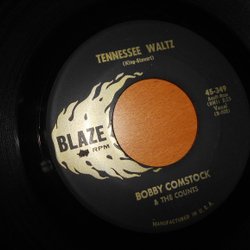 TENNESSEE WALTZ
(King-Stewart)
45-349
BLAZE
RPM
BOBBY COMSTOCK
& THE COUNTS
MANUFACTURED IN U.S.A.